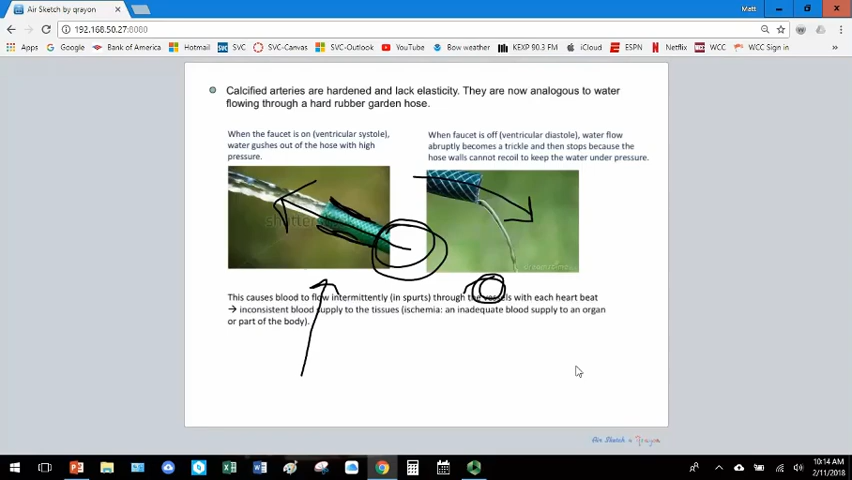 Air Sketch by qrayon
Matt
192.168.50.27:8080
Apps Google Bank of America Hotmail SVC SVC-Canvas SVC-Outlook YouTube Bow weather KEXP 90.3 FM iCloud ESPN Netflix WCC WCC Sign in
Calcified arteries are hardened and lack elasticity. They are now analogous to water
flowing through a hard rubber garden hose.
When the faucet is on (ventricular systole),
water gushes out of the hose with high
pressure.
When faucet is off (ventricular diastole), water flow
abruptly becomes a trickle and then stops because the
hose walls cannot recoil to keep the water under pressure.
This causes blood to flow intermittently (in spurts) through the vessels with each heart beat
→ inconsistent blood supply to the tissues (ischemia: an inadequate blood supply to an organ
or part of the body).
Air Sketch by Qrayon
10:14 AM
2/11/2018